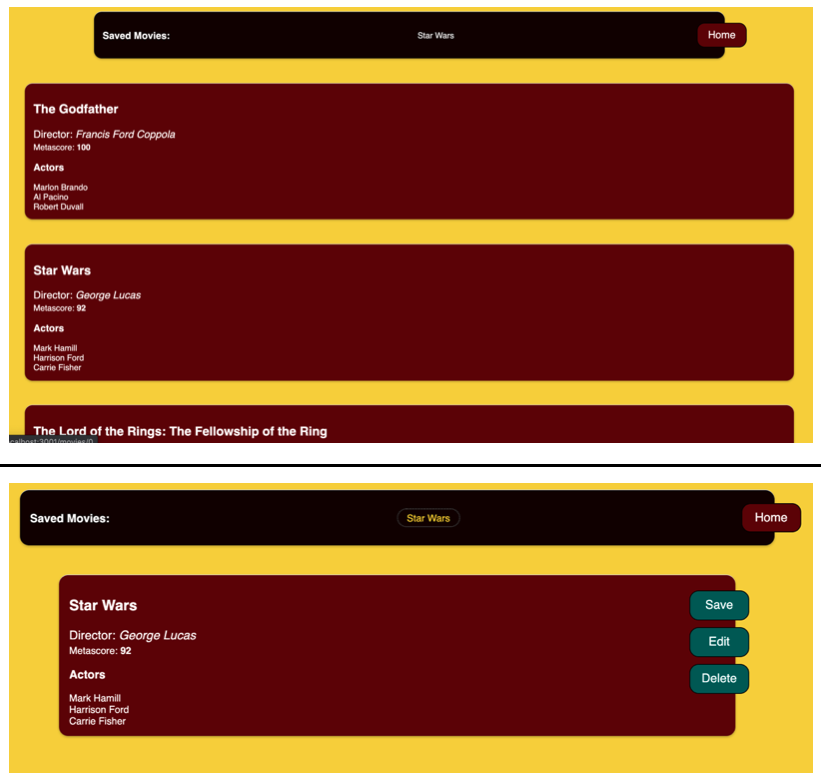 Saved Movies: Star Wars Home
The Godfather
Director: Francis Ford Coppola
Metascore: 100
Actors
Marlon Brando
Al Pacino
Robert Duvall
Star Wars
Director: George Lucas
Metascore: 92
Actors
Mark Hamill
Harrison Ford
Carrie Fisher
The Lord of the Rings: The Fellowship of the Ring
calhost:3001/movies/0
Saved Movies: Star Wars Home
Star Wars Save
Director: George Lucas Edit
Metascore: 92
Actors Delete
Mark Hamill
Harrison Ford
Carrie Fisher